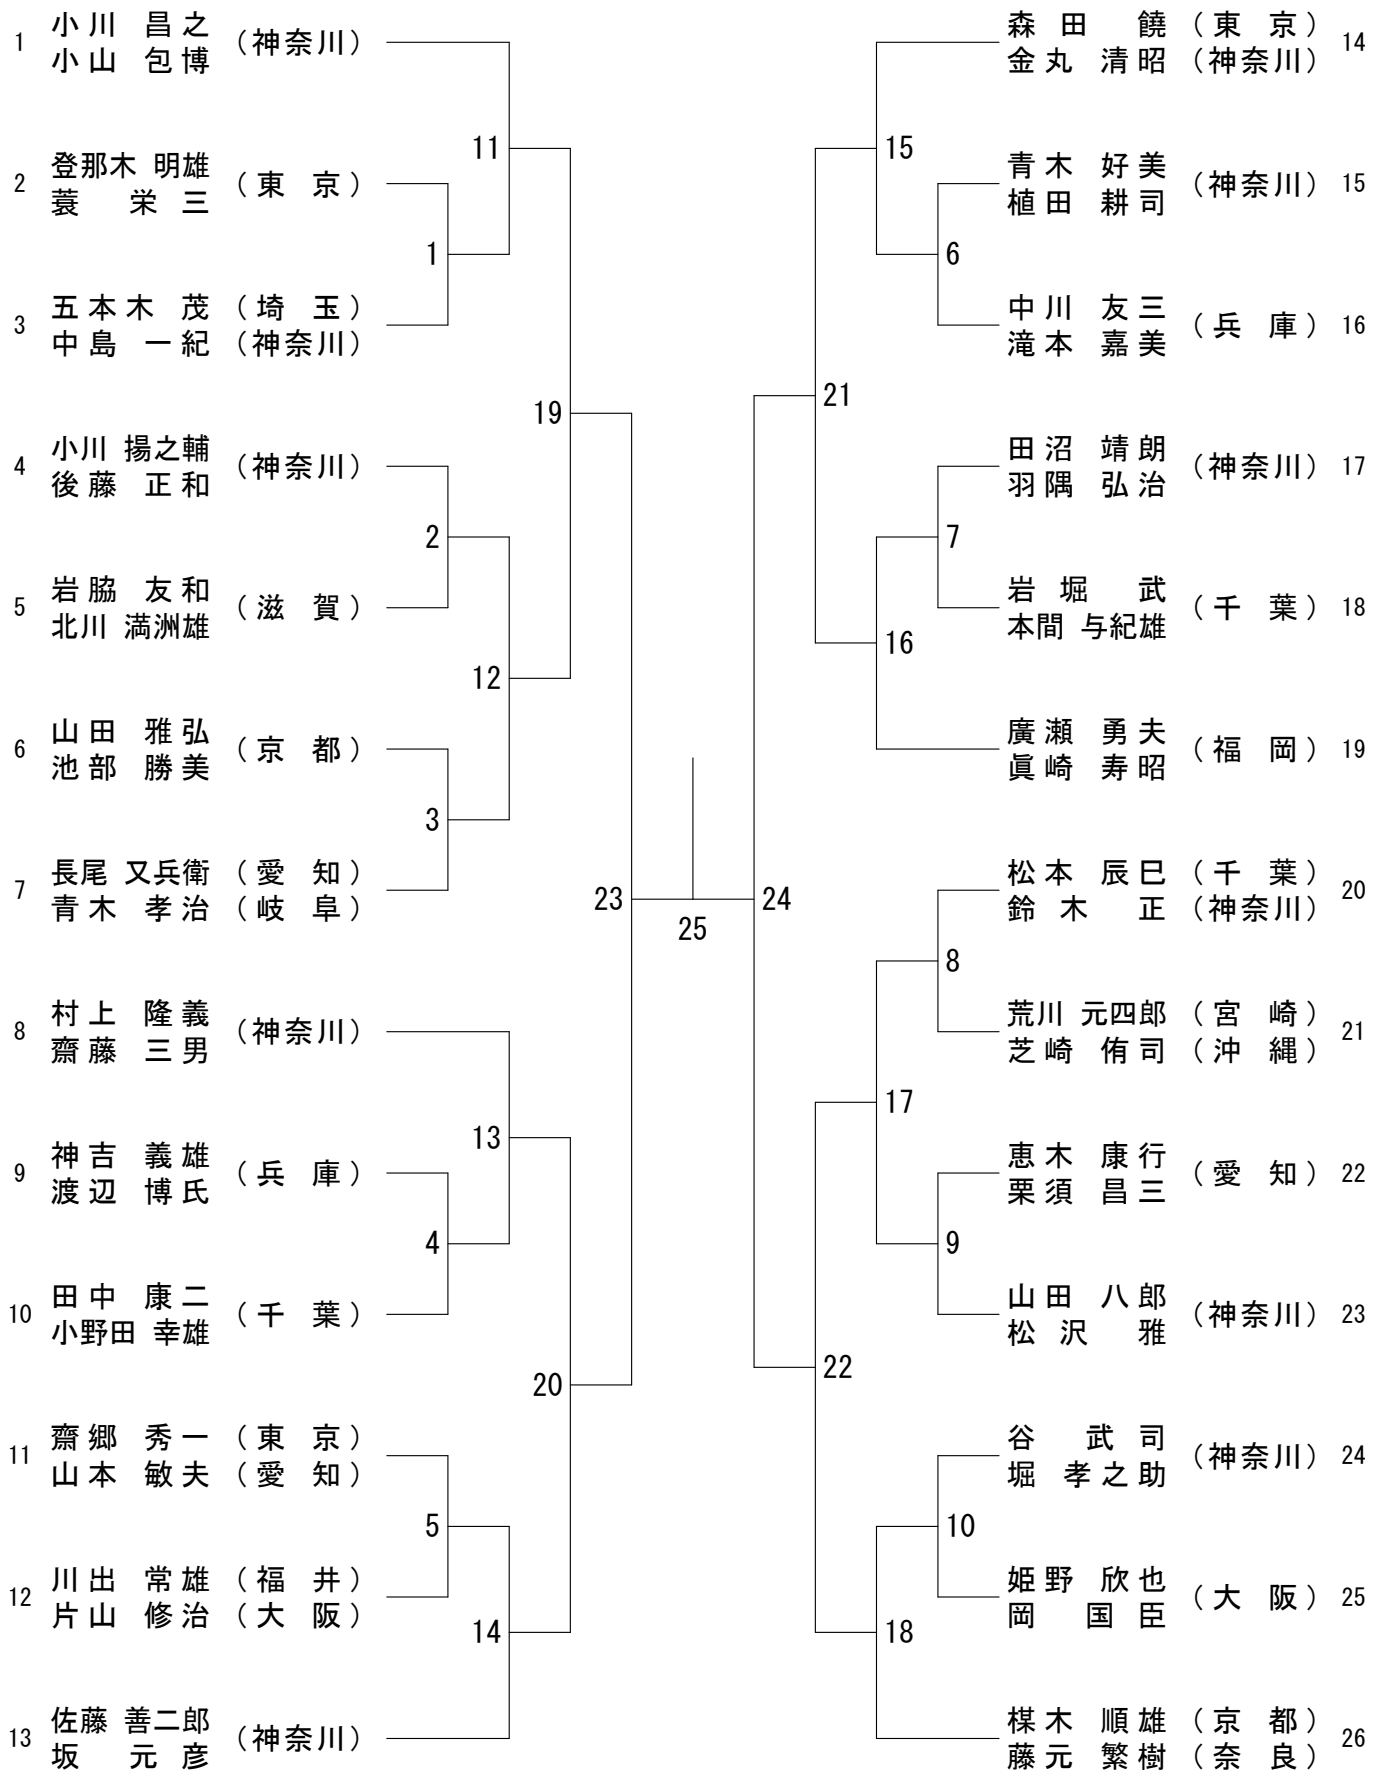 1 小川 昌之 (神奈川)
小山 包博
2 登那木 明雄 (東京)
蓑 栄三
3 五本木 茂 (埼玉)
中島 一紀 (神奈川)
4 小川 揚之輔 (神奈川)
後藤 正和
5 岩脇 友和 (滋賀)
北川 満洲雄
6 山田 雅弘 (京都)
池部 勝美
7 長尾 又兵衛 (愛知)
青木 孝治 (岐阜)
8 村上 隆義 (神奈川)
齋藤 三男
9 神吉 義雄 (兵庫)
渡辺 博氏
10 田中 康二 (千葉)
小野田 幸雄
11 齋郷 秀一 (東京)
山本 敏夫 (愛知)
12 川出 常雄 (福井)
片山 修治 (大阪)
13 佐藤 善二郎 (神奈川)
坂 元彦
11
1
19
2
12
3
23
13
4
20
5
14
25
24
15
6
21
7
16
8
17
9
22
10
18
森田 饒 (東京) 14
金丸 清昭 (神奈川)
青木 好美 (神奈川) 15
植田 耕司
中川 友三 (兵庫) 16
滝本 嘉美
田沼 靖朗 (神奈川) 17
羽隅 弘治
岩堀 武 (千葉) 18
本間 与紀雄
廣瀬 勇夫 (福岡) 19
眞崎 寿昭
松本 辰巳 (千葉) 20
鈴木 正 (神奈川)
荒川 元四郎 (宮崎) 21
芝崎 侑司 (沖縄)
恵木 康行 (愛知) 22
栗須 昌三
山田 八郎 (神奈川) 23
松沢 雅
谷 武司 (神奈川) 24
堀 孝之助
姫野 欣也 (大阪) 25
岡 国臣
楳木 順雄 (京都) 26
藤元 繁樹 (奈良)